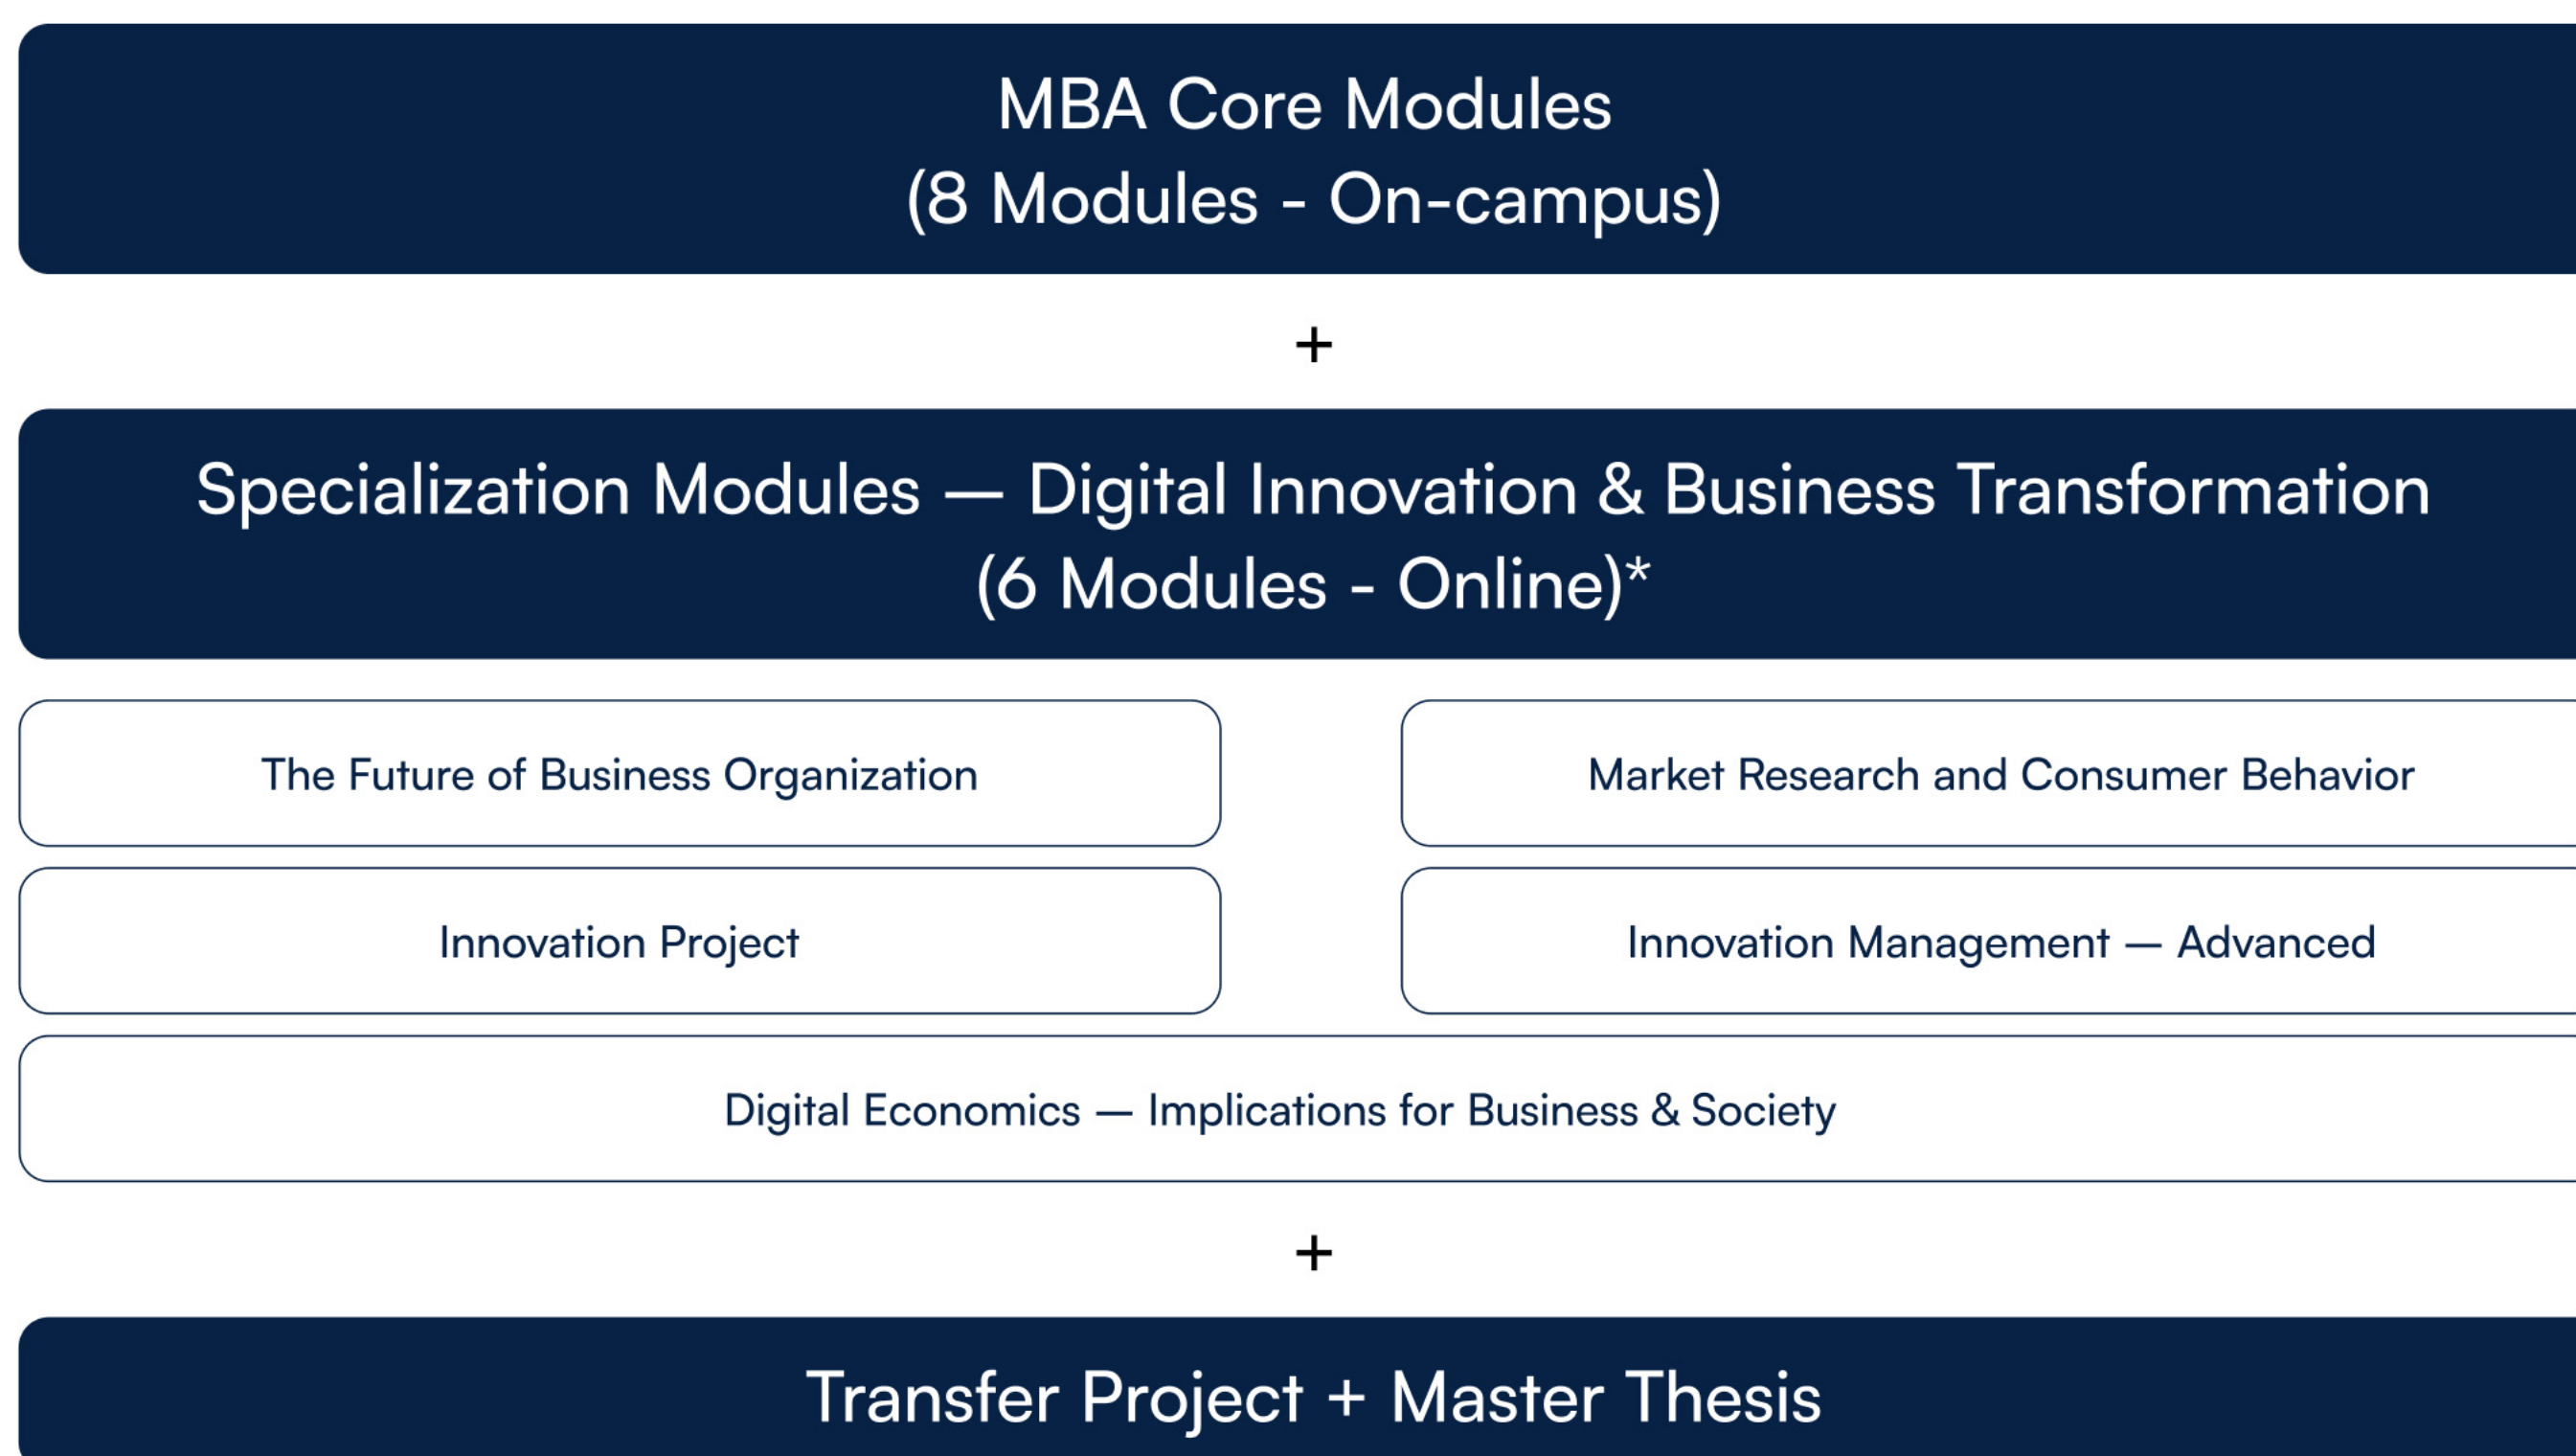 MBA Core Modules
(8 Modules - On-campus)
+
Specialization Modules — Digital Innovation & Business Transformation
(6 Modules - Online)*
The Future of Business Organization
Market Research and Consumer Behavior
Innovation Project
Innovation Management — Advanced
Digital Economics — Implications for Business & Society
+
Transfer Project + Master Thesis